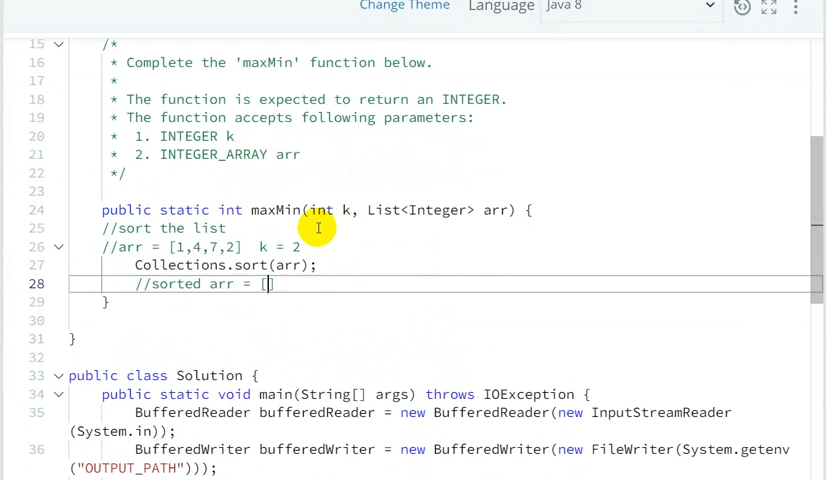 Change Theme Language Java 8
15 /*
16 * Complete the 'maxMin' function below.
17 *
18 * The function is expected to return an INTEGER.
19 * The function accepts following parameters:
20 * 1. INTEGER k
21 * 2. INTEGER_ARRAY arr
22 */
23
24 public static int maxMin(int k, List<Integer> arr) {
25 //sort the list
26 //arr = [1,4,7,2] k = 2
27 Collections.sort(arr);
28 //sorted arr = []
29 }
30
31 }
32
33 public class Solution {
34 public static void main(String[] args) throws IOException {
35 BufferedReader bufferedReader = new BufferedReader(new InputStreamReader
(System.in));
36 BufferedWriter bufferedWriter = new BufferedWriter(new FileWriter(System.getenv
("OUTPUT_PATH")));